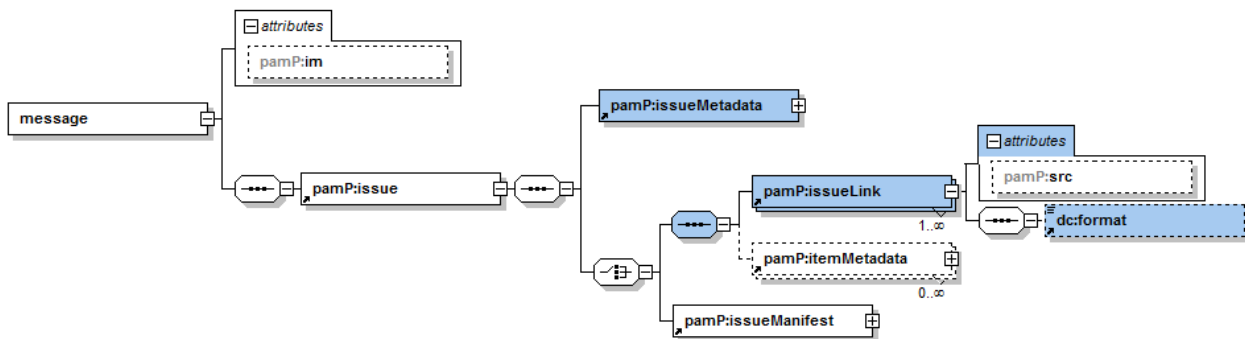 attributes
pamP:im
message
pamP:issueMetadata
attributes
pamP:src
pamP:issue
pamP:issueLink
1..∞
dc:format
pamP:itemMetadata
0..∞
pamP:issueManifest